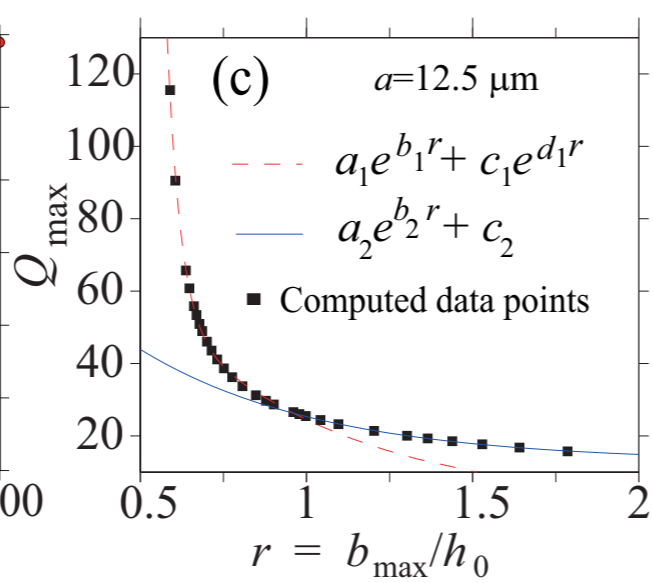 (c) a=12.5 μm
a₁e^{b₁r} + c₁e^{d₁r}
a₂e^{b₂r} + c₂
Computed data points
Q_max
120
100
80
60
40
20
00
0.5 1 1.5 2
r = b_max/h₀